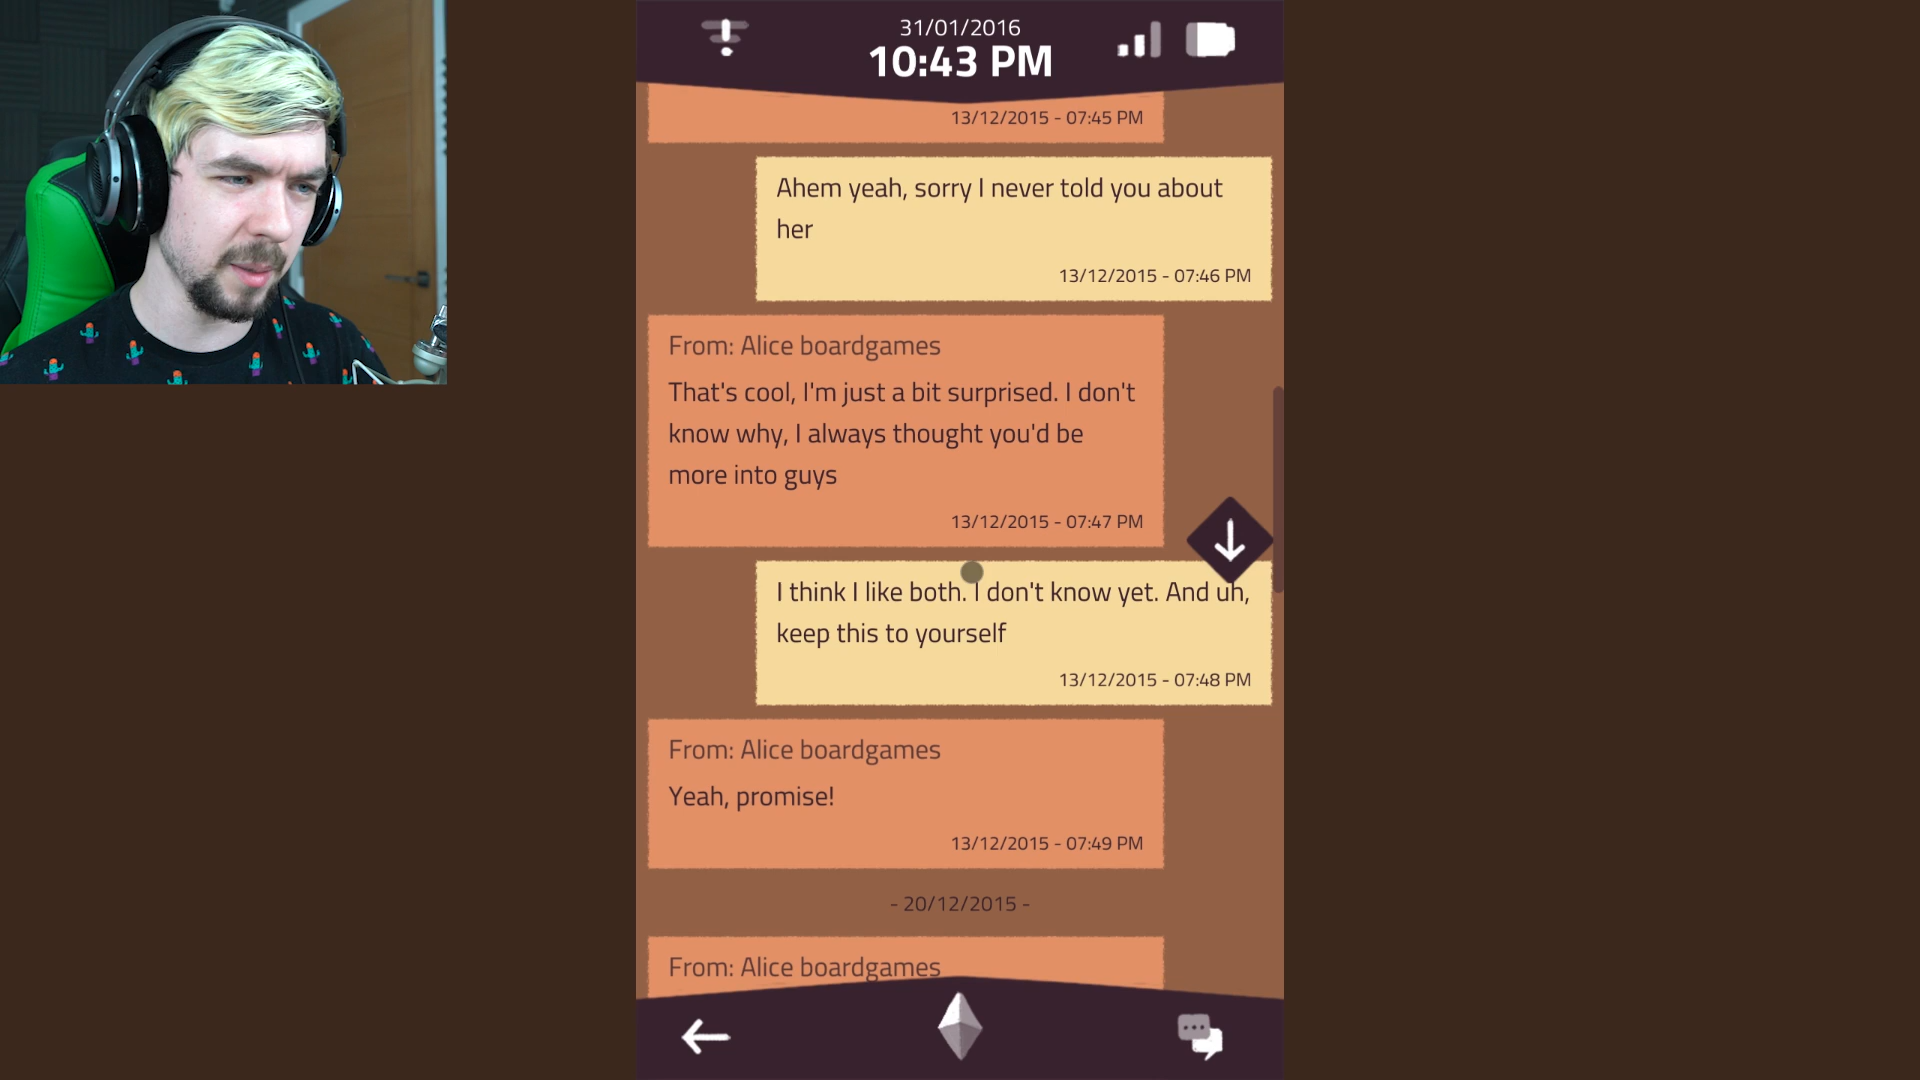 31/01/2016
10:43 PM
13/12/2015 - 07:45 PM
Ahem yeah, sorry I never told you about
her
13/12/2015 - 07:46 PM
From: Alice boardgames
That's cool, I'm just a bit surprised. I don't
know why, I always thought you'd be
more into guys
13/12/2015 - 07:47 PM
I think I like both. I don't know yet. And uh,
keep this to yourself
13/12/2015 - 07:48 PM
From: Alice boardgames
Yeah, promise!
13/12/2015 - 07:49 PM
- 20/12/2015 -
From: Alice boardgames